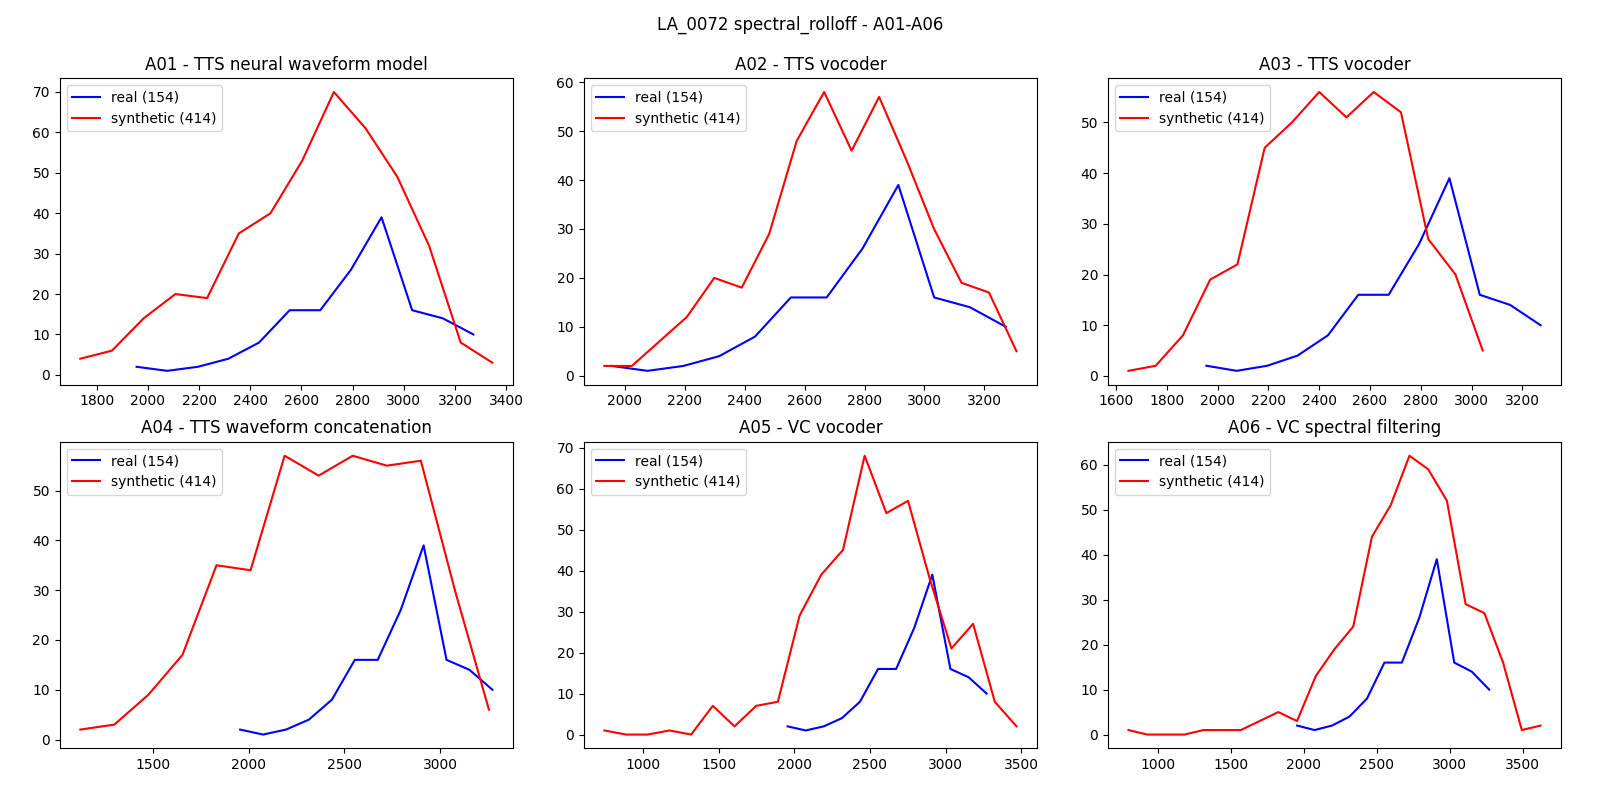 LA_0072 spectral_rolloff - A01-A06
A01 - TTS neural waveform model
real (154)
synthetic (414)
70
60
50
40
30
20
10
0
1800 2000 2200 2400 2600 2800 3000 3200 3400
A02 - TTS vocoder
real (154)
synthetic (414)
60
50
40
30
20
10
0
2000 2200 2400 2600 2800 3000 3200
A03 - TTS vocoder
real (154)
synthetic (414)
50
40
30
20
10
0
1600 1800 2000 2200 2400 2600 2800 3000 3200
A04 - TTS waveform concatenation
real (154)
synthetic (414)
50
40
30
20
10
0
1500 2000 2500 3000
A05 - VC vocoder
real (154)
synthetic (414)
70
60
50
40
30
20
10
0
1000 1500 2000 2500 3000 3500
A06 - VC spectral filtering
real (154)
synthetic (414)
60
50
40
30
20
10
0
1000 1500 2000 2500 3000 3500